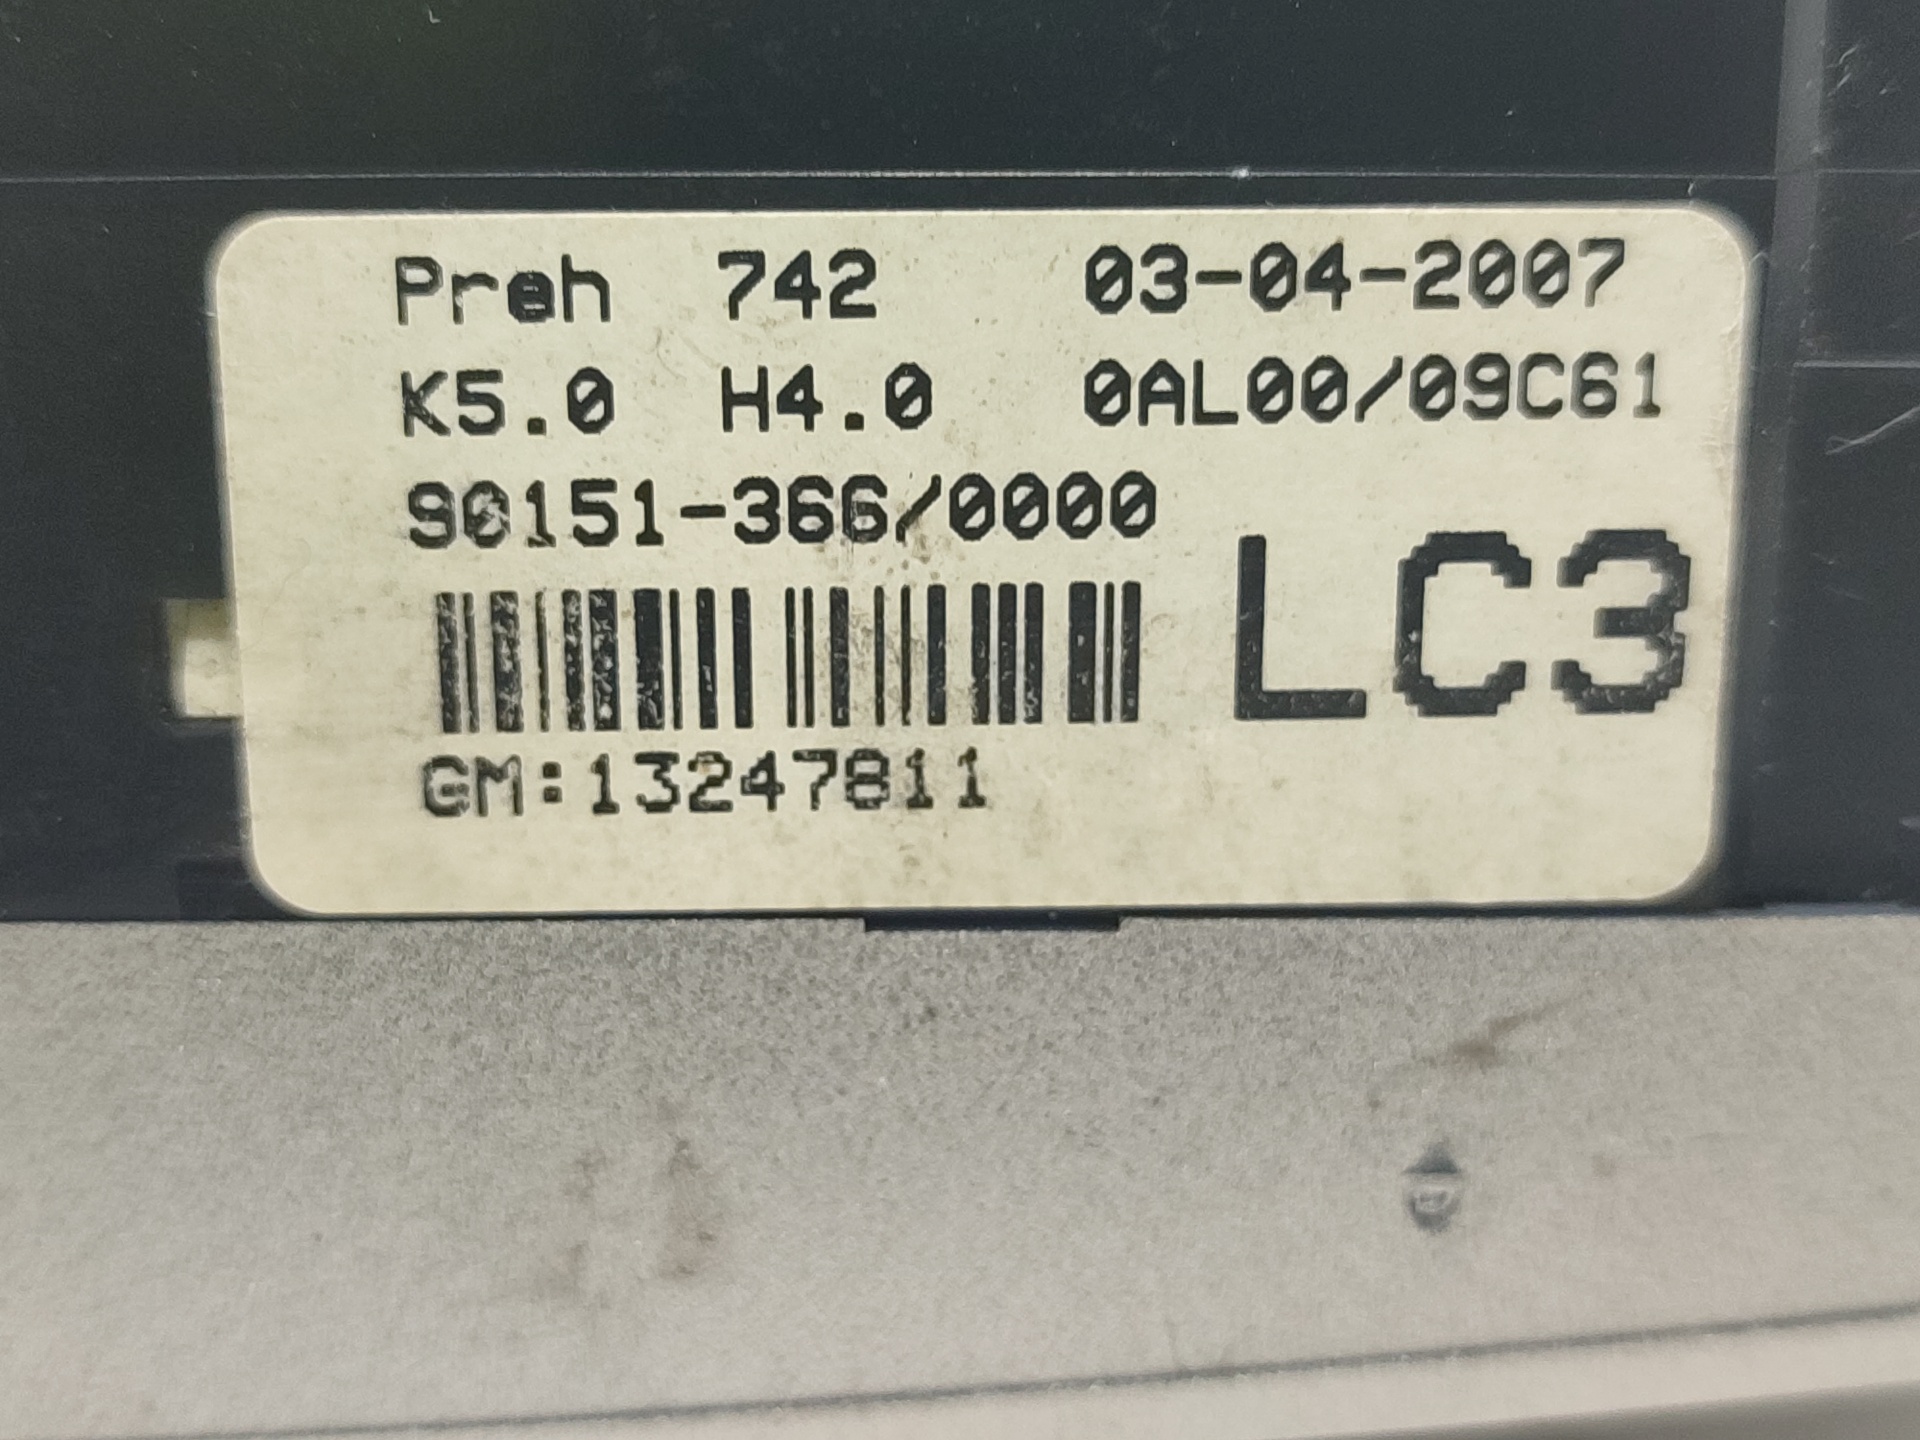 Preh 742 03-04-2007
K5.0 H4.0 0AL00/09C61
90151-366/0000
LC3
GM:13247811